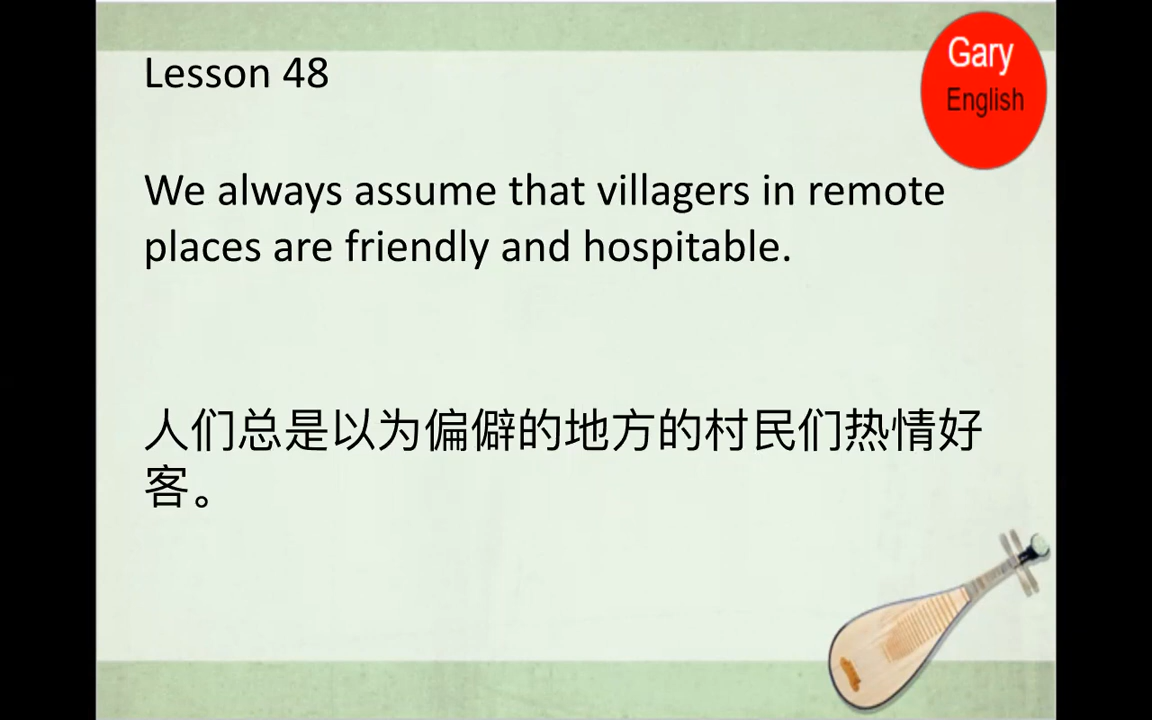 Lesson 48
Gary
English
We always assume that villagers in remote
places are friendly and hospitable.
人们总是以为偏僻的地方的村民们热情好
客。